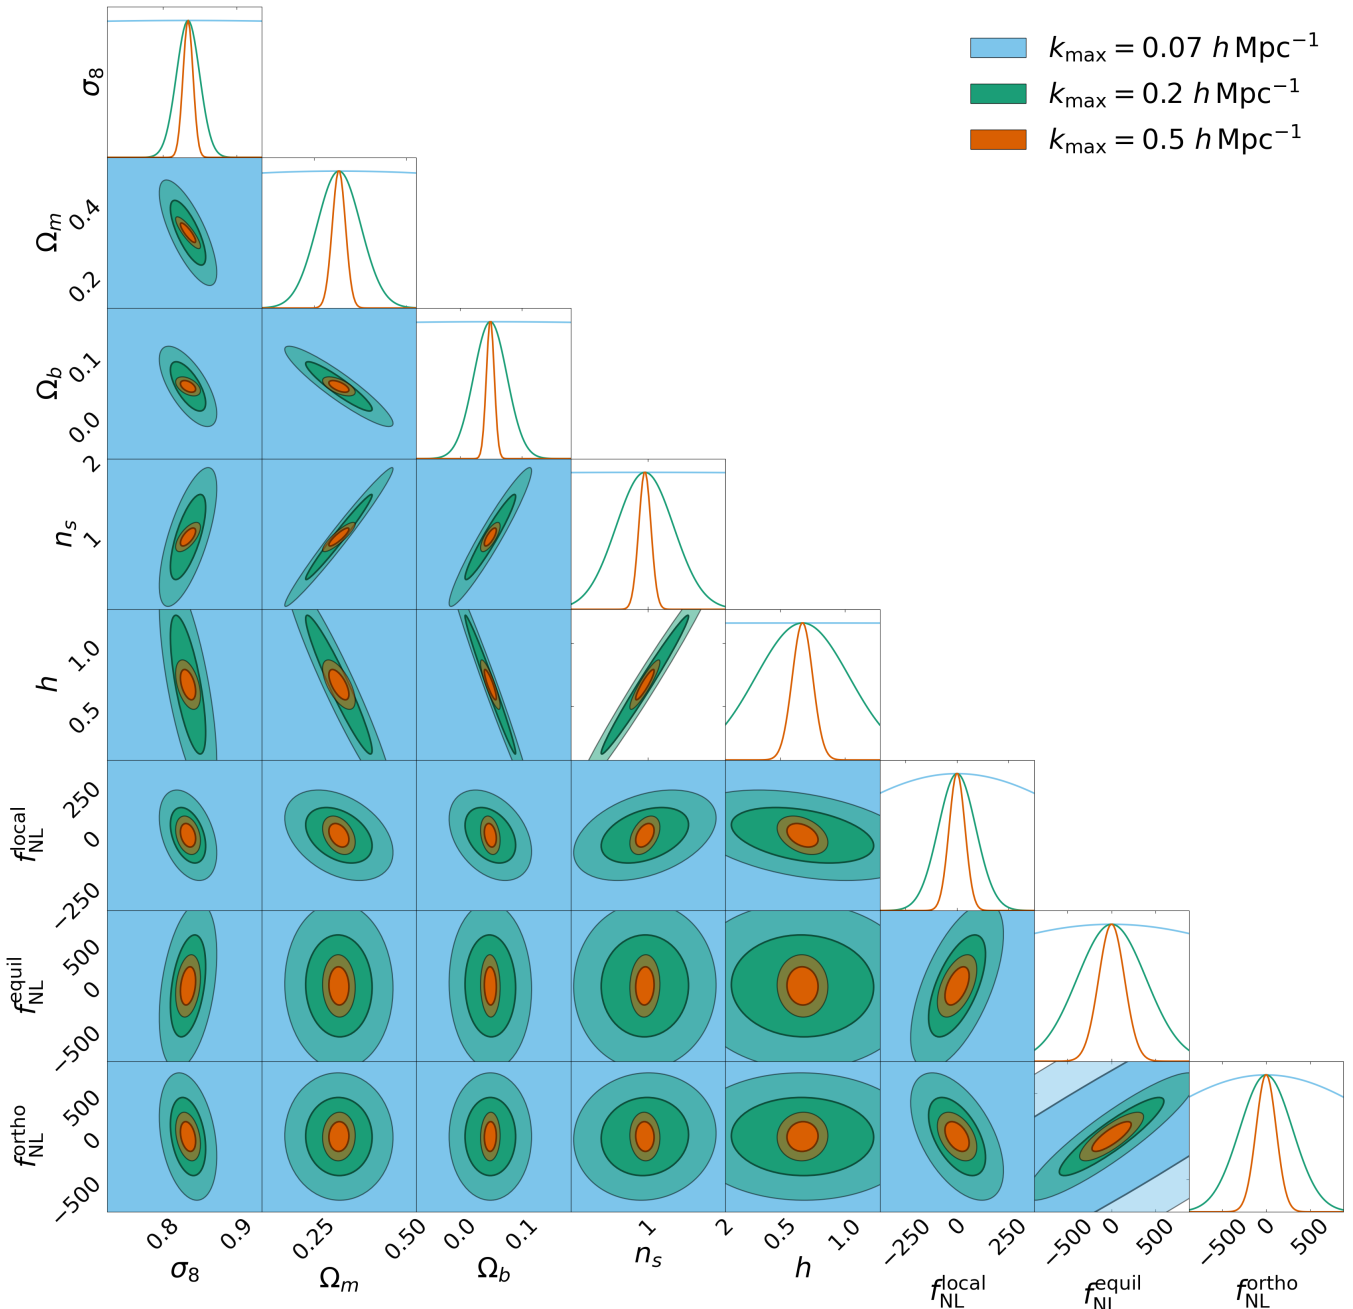 k_max = 0.07 h Mpc⁻¹
k_max = 0.2 h Mpc⁻¹
k_max = 0.5 h Mpc⁻¹
σ₈
Ω_m
0.4
0.2
Ω_b
0.1
0.0
n_s
2
1
h
1.0
0.5
f_NL^local
250
0
−250
f_NL^equil
500
0
−500
f_NL^ortho
500
0
−500
0.8 0.9 0.25 0.50 0.0 0.1 1 2 0.5 1.0 −250 0 250 −500 0 500 −500 0 500
σ₈ Ω_m Ω_b n_s h f_NL^local f_NL^equil f_NL^ortho